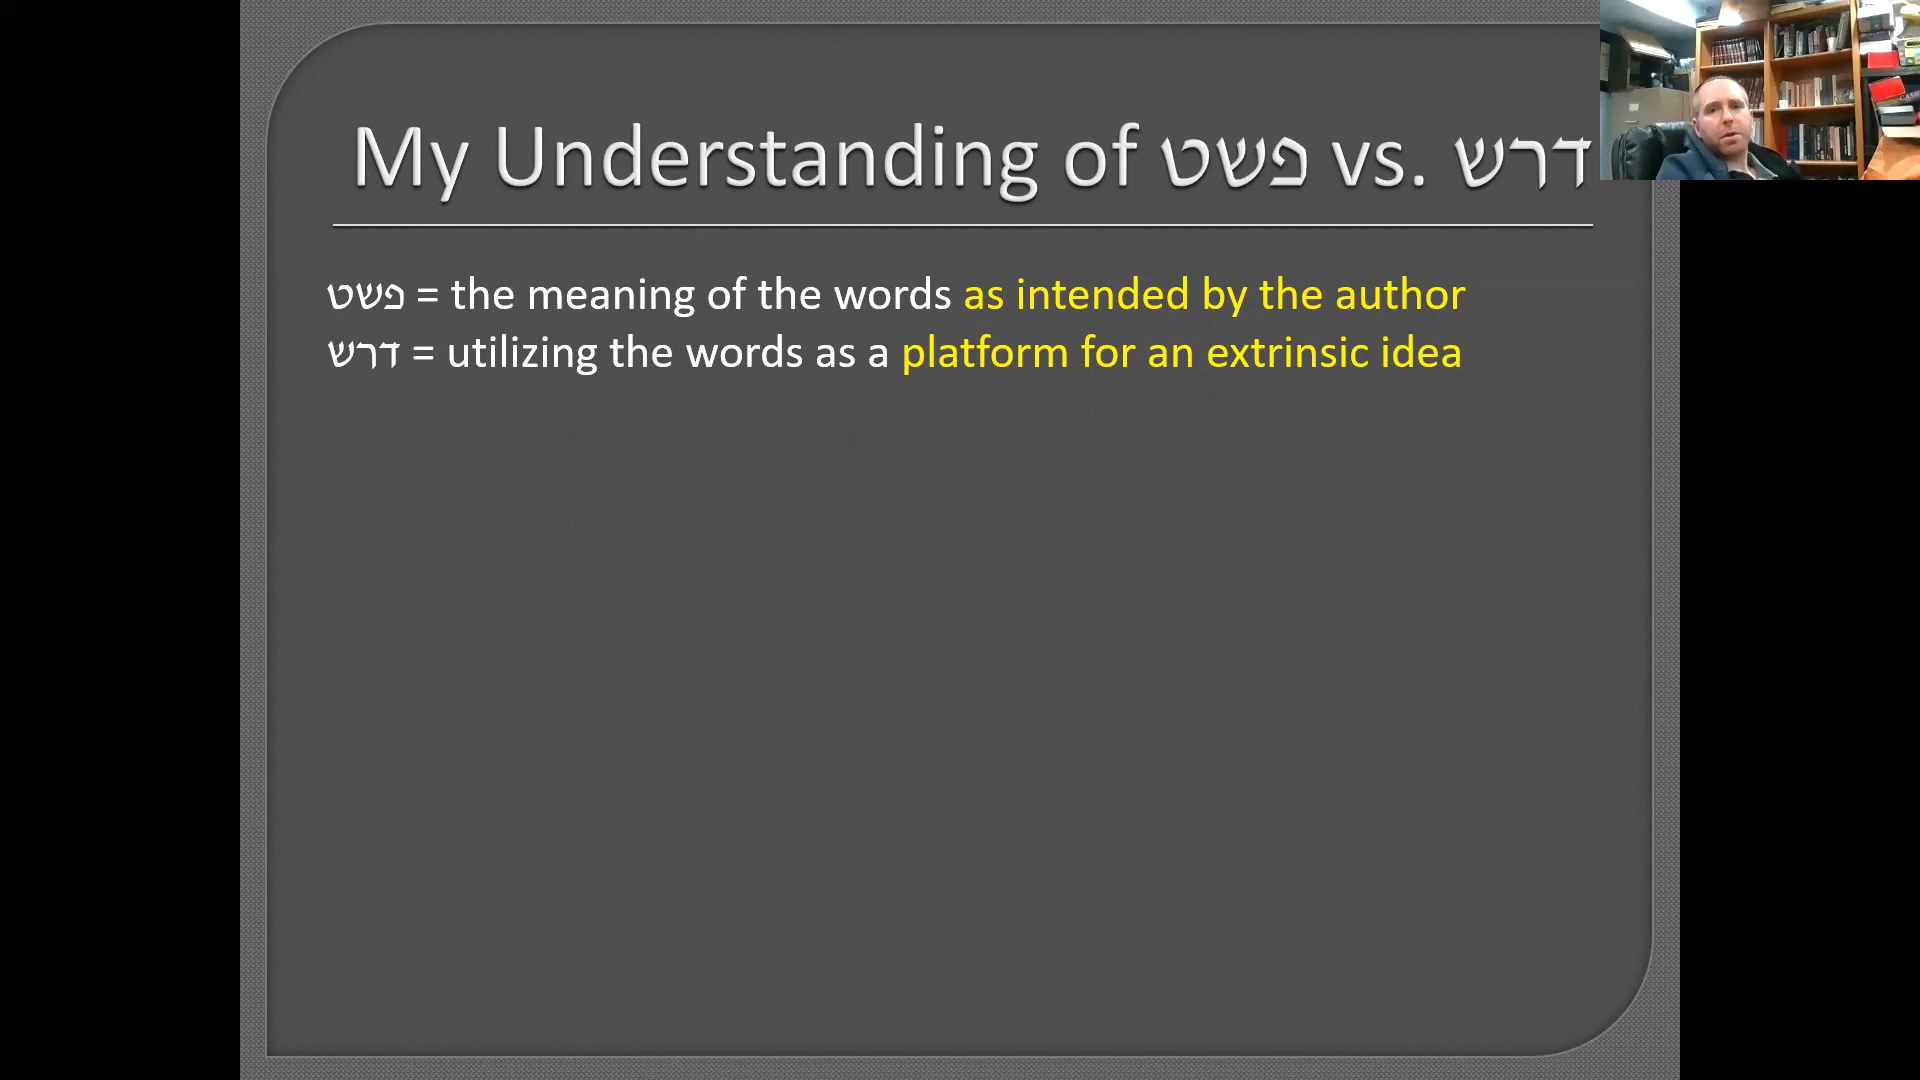 My Understanding of פשט vs. דרש
פשט = the meaning of the words as intended by the author
דרש = utilizing the words as a platform for an extrinsic idea